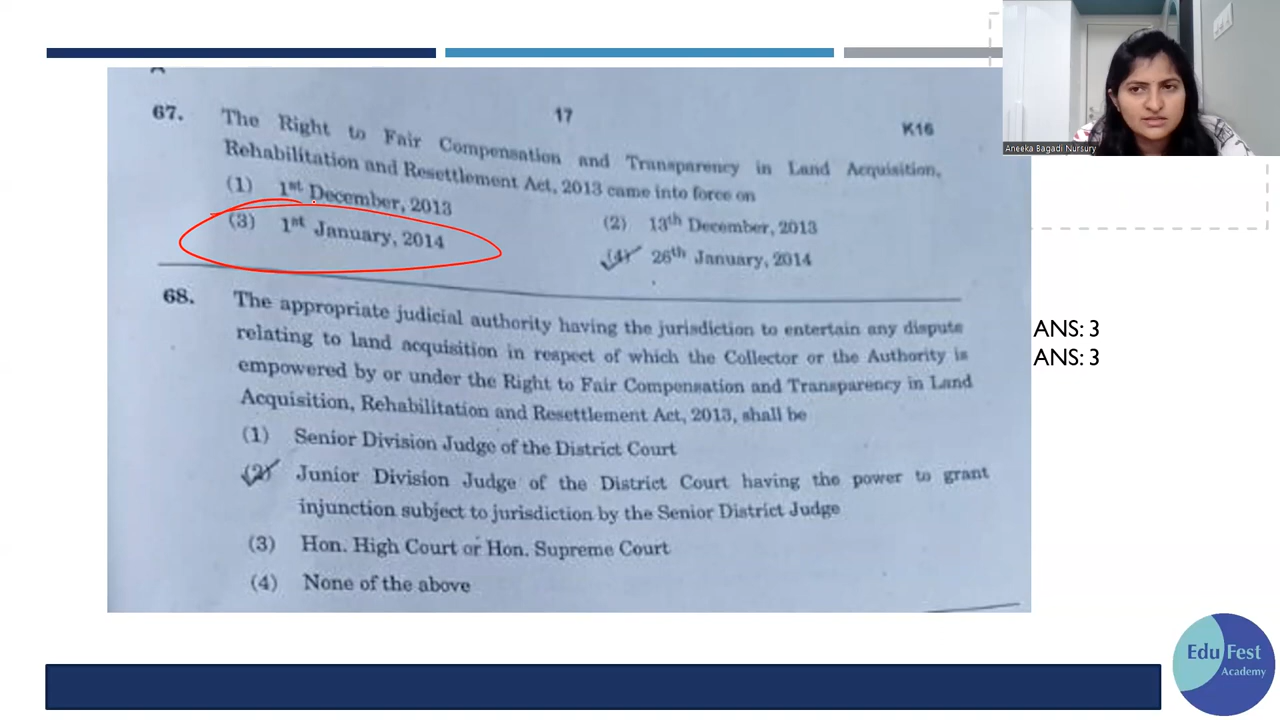 Aneeka Bagadi Nursury
17
K16
67. The Right to Fair Compensation and Transparency in Land Acquisition,
Rehabilitation and Resettlement Act, 2013 came into force on
(1) 1st December, 2013
(2) 13th December, 2013
(3) 1st January, 2014
(4) 26th January, 2014
68. The appropriate judicial authority having the jurisdiction to entertain any dispute
relating to land acquisition in respect of which the Collector or the Authority is
empowered by or under the Right to Fair Compensation and Transparency in Land
Acquisition, Rehabilitation and Resettlement Act, 2013, shall be
(1) Senior Division Judge of the District Court
(2) Junior Division Judge of the District Court having the power to grant
injunction subject to jurisdiction by the Senior District Judge
(3) Hon. High Court or Hon. Supreme Court
(4) None of the above
ANS: 3
ANS: 3
Edu Fest
Academy